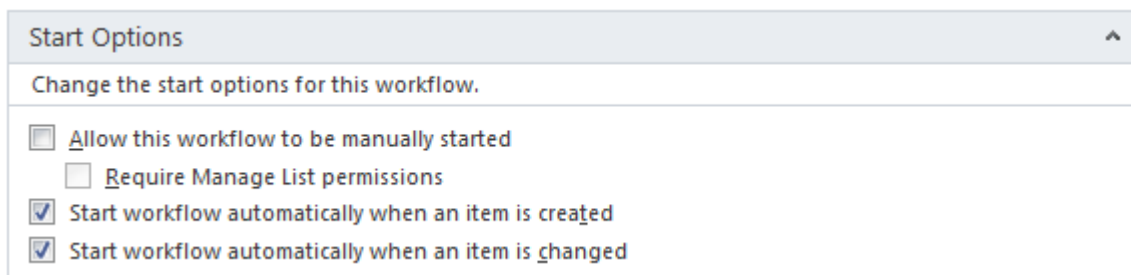 Start Options
Change the start options for this workflow.
Allow this workflow to be manually started
Require Manage List permissions
Start workflow automatically when an item is created
Start workflow automatically when an item is changed